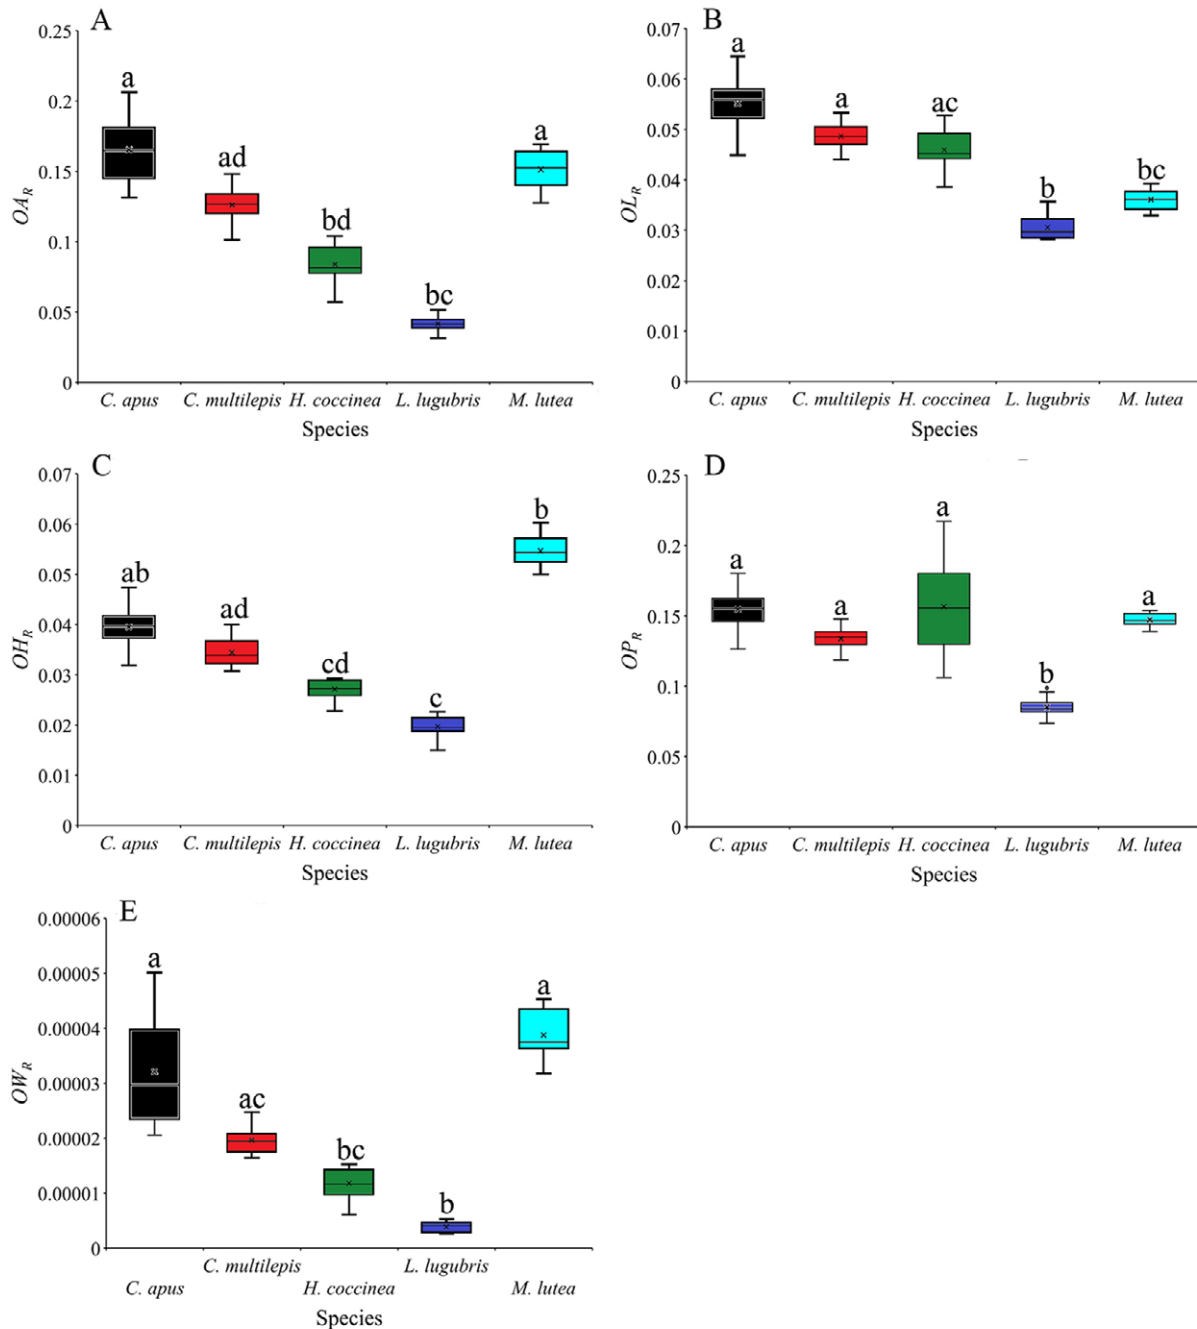 A
0.25
0.2
0.15
0.1
0.05
0
OA_R
a
ad
bd
bc
a
C. apus C. multilepis H. coccinea L. lugubris M. lutea
Species
B
0.07
0.06
0.05
0.04
0.03
0.02
0.01
0
OL_R
a
a
ac
b
bc
C. apus C. multilepis H. coccinea L. lugubris M. lutea
Species
C
0.07
0.06
0.05
0.04
0.03
0.02
0.01
0
OH_R
ab
ad
cd
c
b
C. apus C. multilepis H. coccinea L. lugubris M. lutea
Species
D
0.25
0.2
0.15
0.1
0.05
0
OP_R
a
a
a
b
a
C. apus C. multilepis H. coccinea L. lugubris M. lutea
Species
E
0.00006
0.00005
0.00004
0.00003
0.00002
0.00001
0
OW_R
a
ac
bc
b
a
C. multilepis L. lugubris
C. apus H. coccinea M. lutea
Species